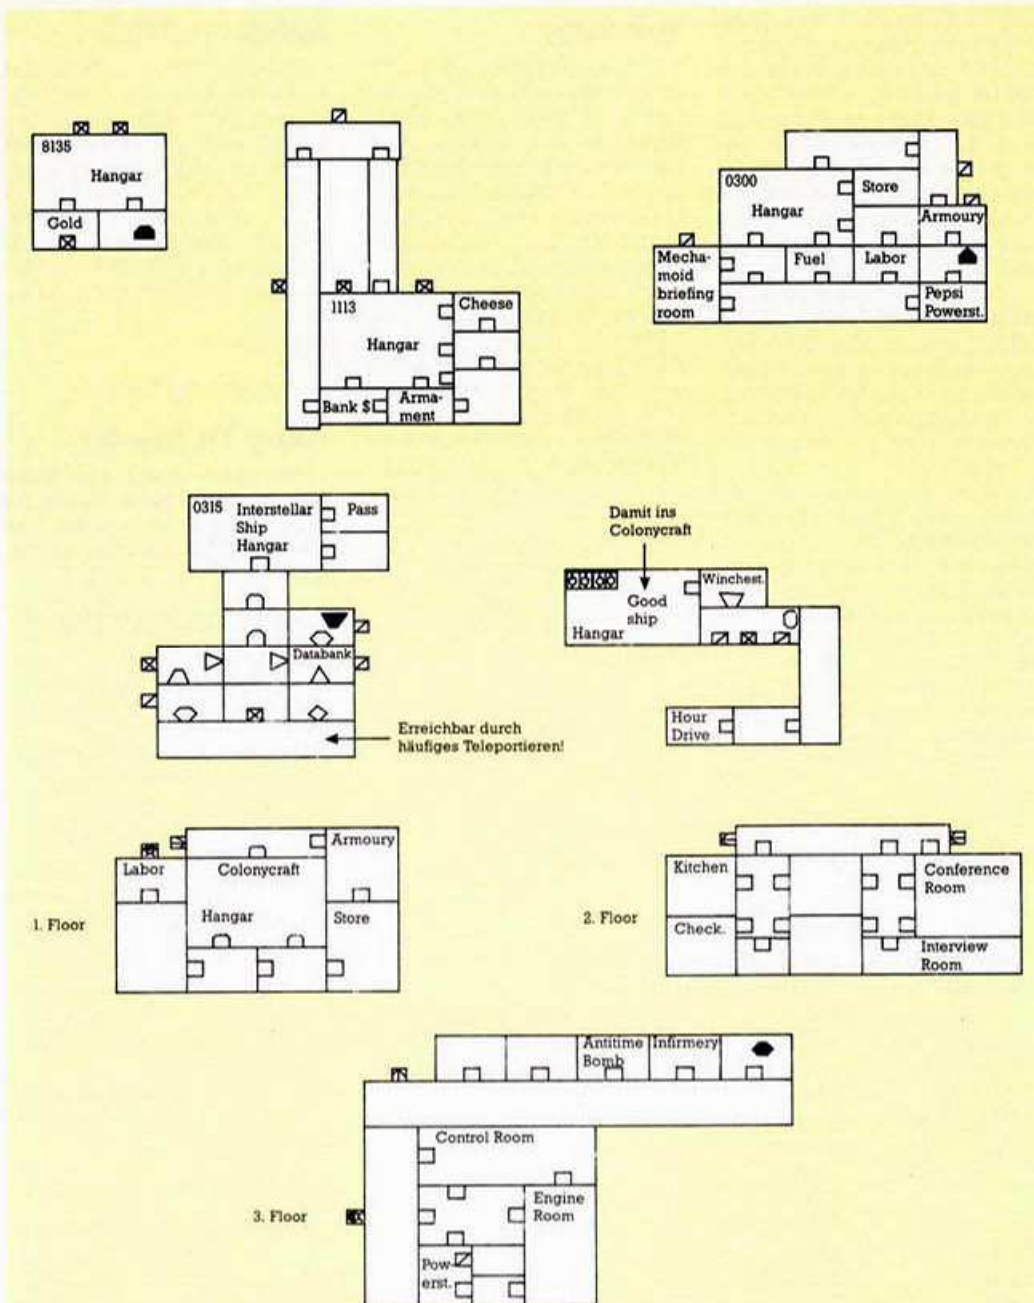 8135
Hangar
Gold
1113
Hangar
Cheese
Bank $
Arma-
ment
0300
Hangar
Store
Armoury
Mecha-
moid
briefing
room
Fuel
Labor
Pepsi
Powerst.
0315 Interstellar
Ship
Hangar
Pass
Databank
Erreichbar durch
häufiges Teleportieren!
Damit ins
Colonycraft
Good
ship
Hangar
Winchest.
Hour
Drive
1. Floor
Labor
Colonycraft
Armoury
Hangar
Store
2. Floor
Kitchen
Check.
Conference
Room
Interview
Room
3. Floor
Antitime
Bomb
Infirmery
Control Room
Engine
Room
Pow-
erst.